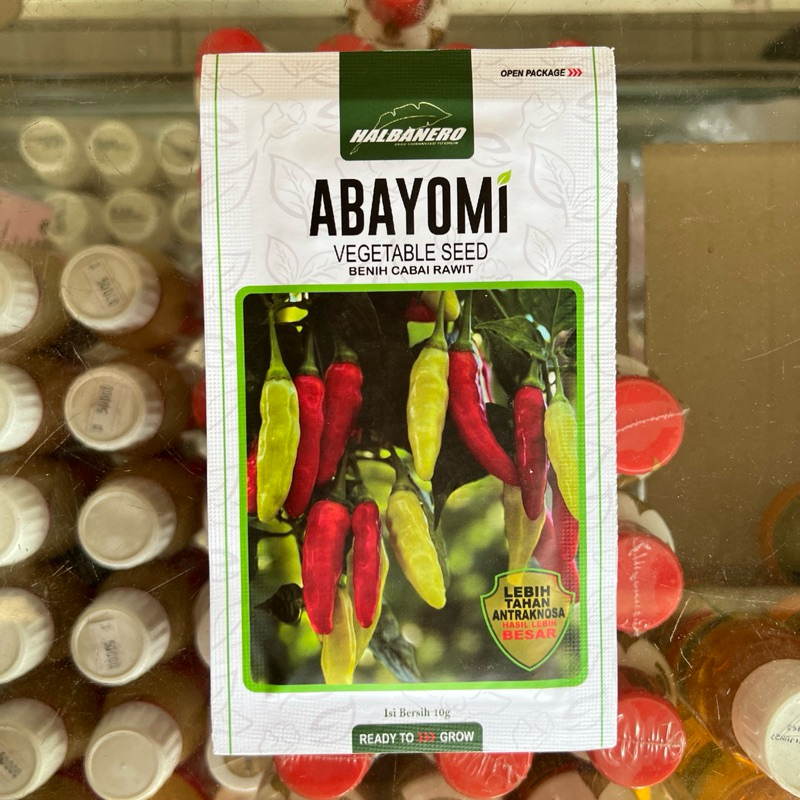 OPEN PACKAGE >>>
HALBANERO
ABAYOMI
VEGETABLE SEED
BENIH CABAI RAWIT
LEBIH
TAHAN
ANTRAKNOSA
HASIL LEBIH
BESAR
Isi Bersih 10g
READY TO >>> GROW